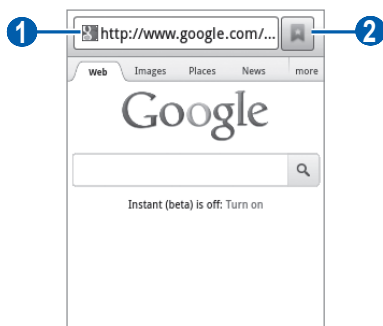 1 http://www.google.com/... 2
Web Images Places News more
Google
Instant (beta) is off: Turn on